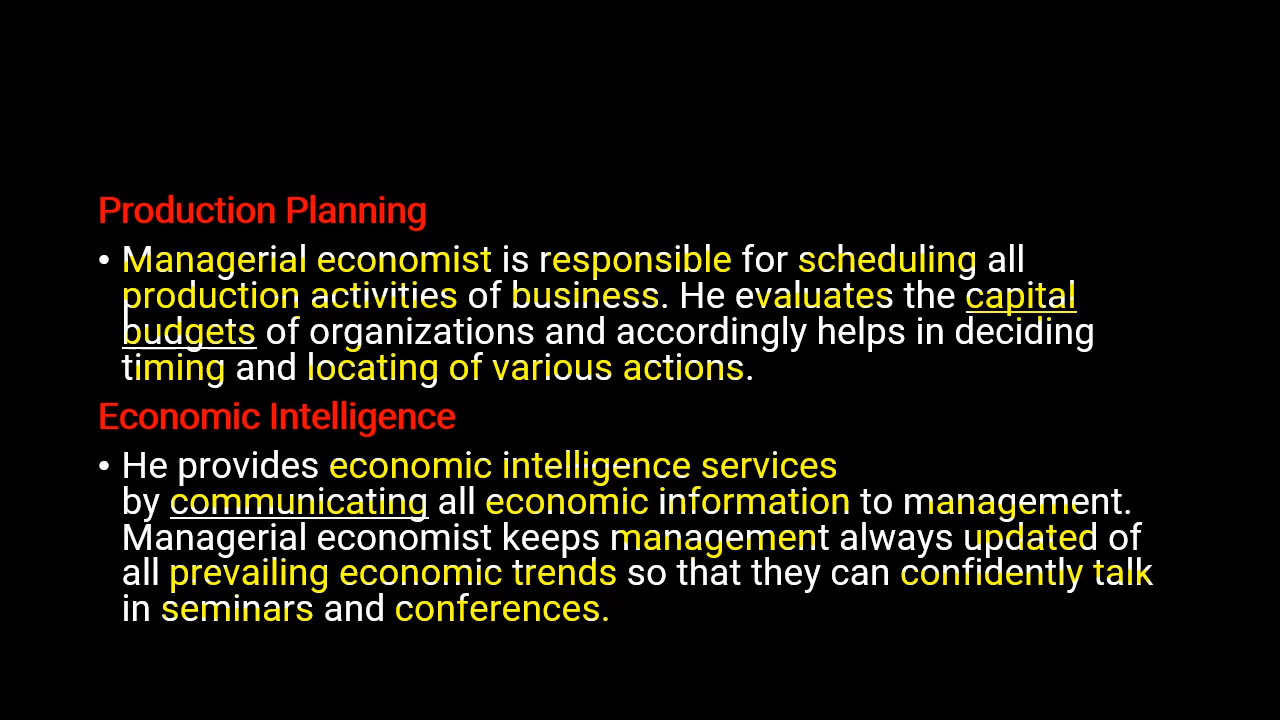 Production Planning
• Managerial economist is responsible for scheduling all
production activities of business. He evaluates the capital
budgets of organizations and accordingly helps in deciding
timing and locating of various actions.
Economic Intelligence
• He provides economic intelligence services
by communicating all economic information to management.
Managerial economist keeps management always updated of
all prevailing economic trends so that they can confidently talk
in seminars and conferences.